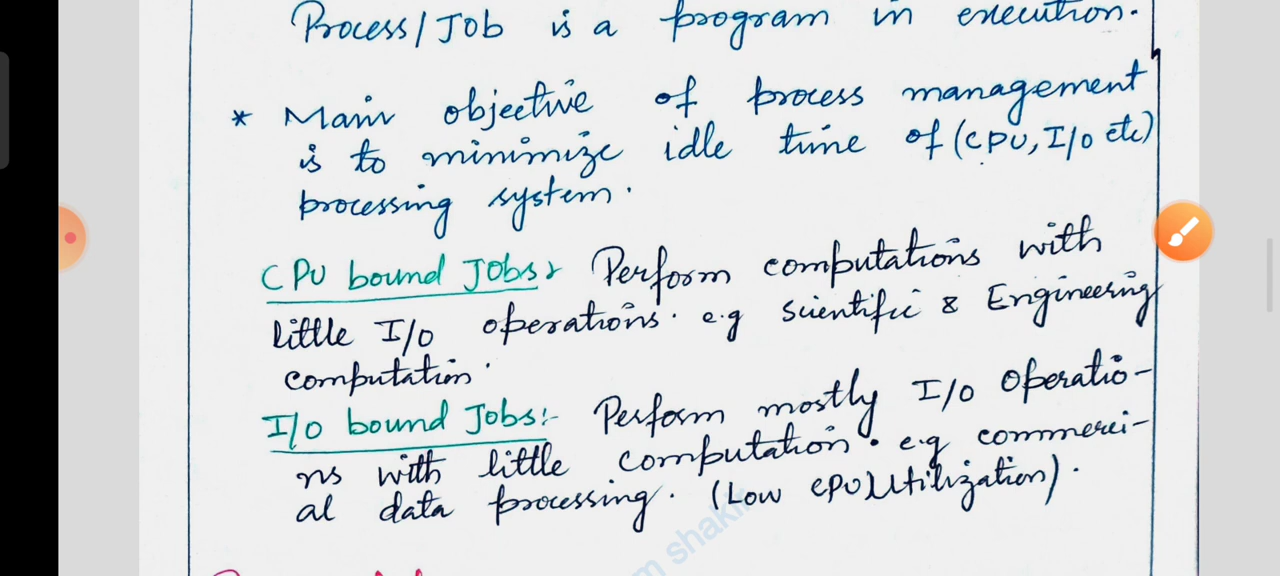 Process/Job is a program in execution.
* Main objective of process management
is to minimize idle time of (CPU, I/O etc)
processing system.
CPU bound Jobs:- Perform computations with
little I/O operations. e.g scientific & Engineering
computation.
I/O bound Jobs:- Perform mostly I/O operatio-
ns with little computation. e.g commerci-
al data processing. (Low CPU Utilization).
m shaki